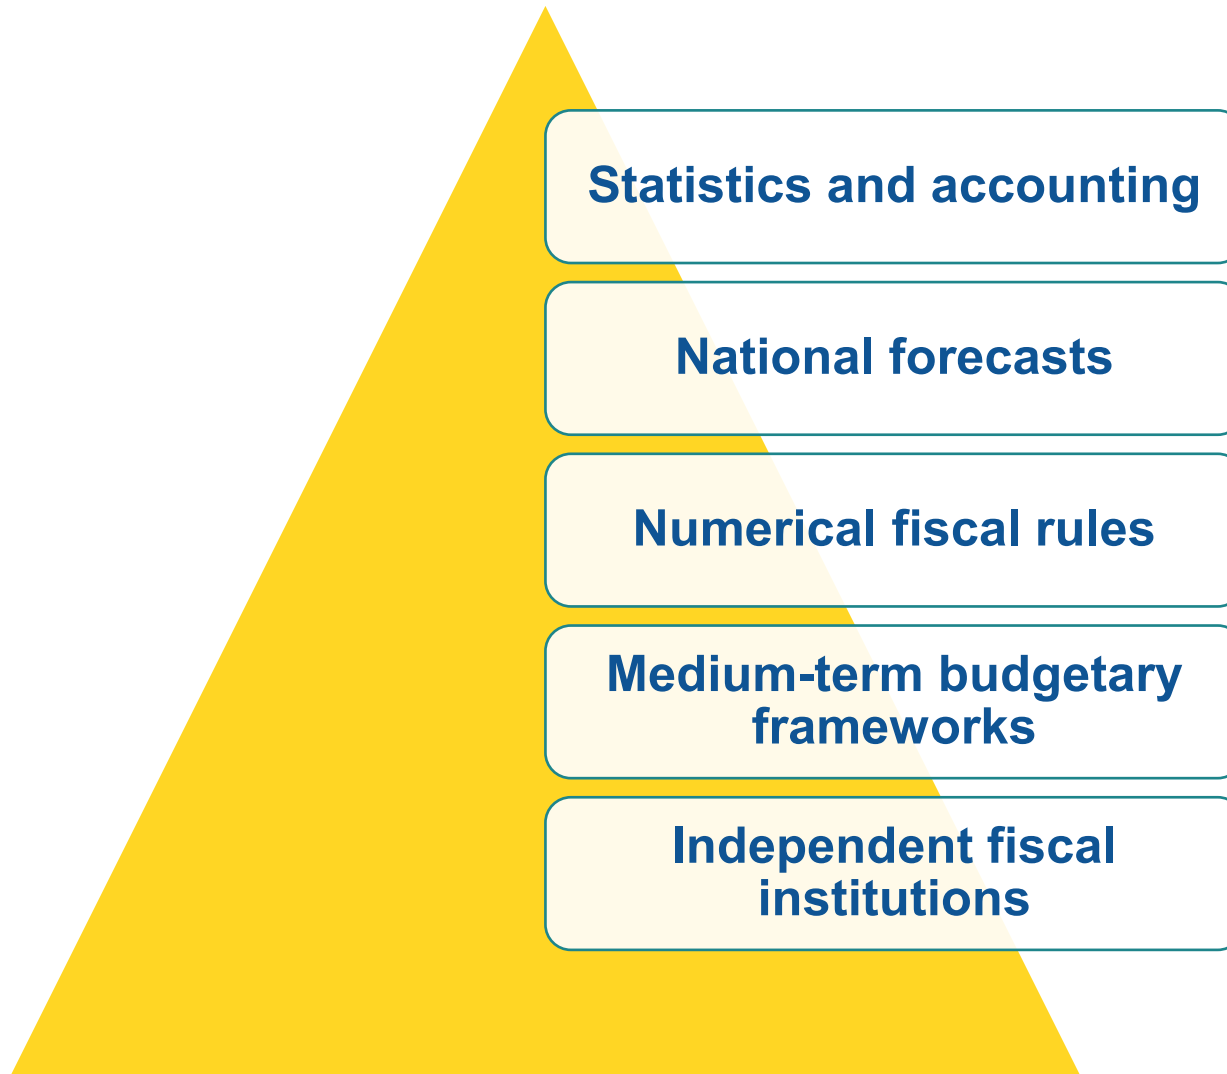 Statistics and accounting
National forecasts
Numerical fiscal rules
Medium-term budgetary
frameworks
Independent fiscal
institutions